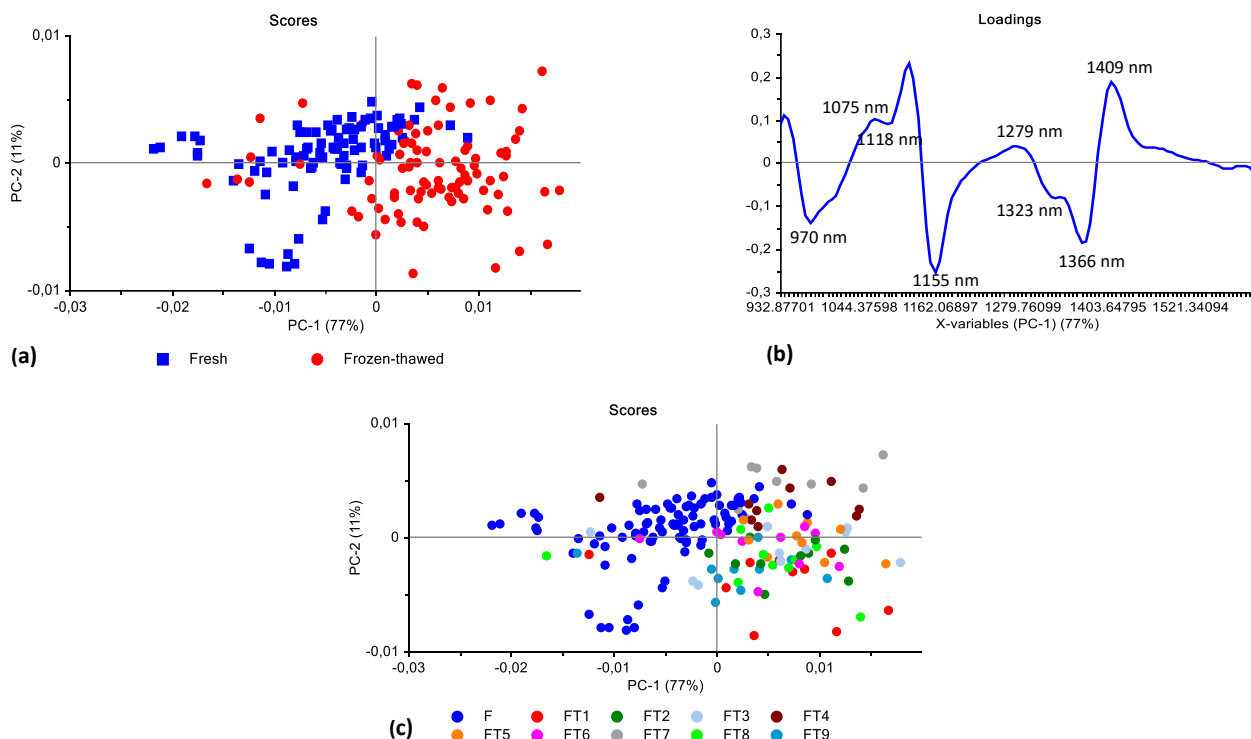 Scores
0,01
0
-0,01
PC-2 (11%)
-0,03 -0,02 -0,01 0 0,01
PC-1 (77%)
(a)
Fresh Frozen-thawed
Loadings
0,3
0,2
0,1
0
-0,1
-0,2
-0,3
1409 nm
1075 nm
1118 nm
1279 nm
970 nm
1323 nm
1366 nm
1155 nm
932.87701 1044.37598 1162.06897 1279.76099 1403.64795 1521.34094
X-variables (PC-1) (77%)
(b)
Scores
0,01
0
-0,01
PC-2 (11%)
-0,03 -0,02 -0,01 0 0,01
PC-1 (77%)
(c)
F FT1 FT2 FT3 FT4
FT5 FT6 FT7 FT8 FT9